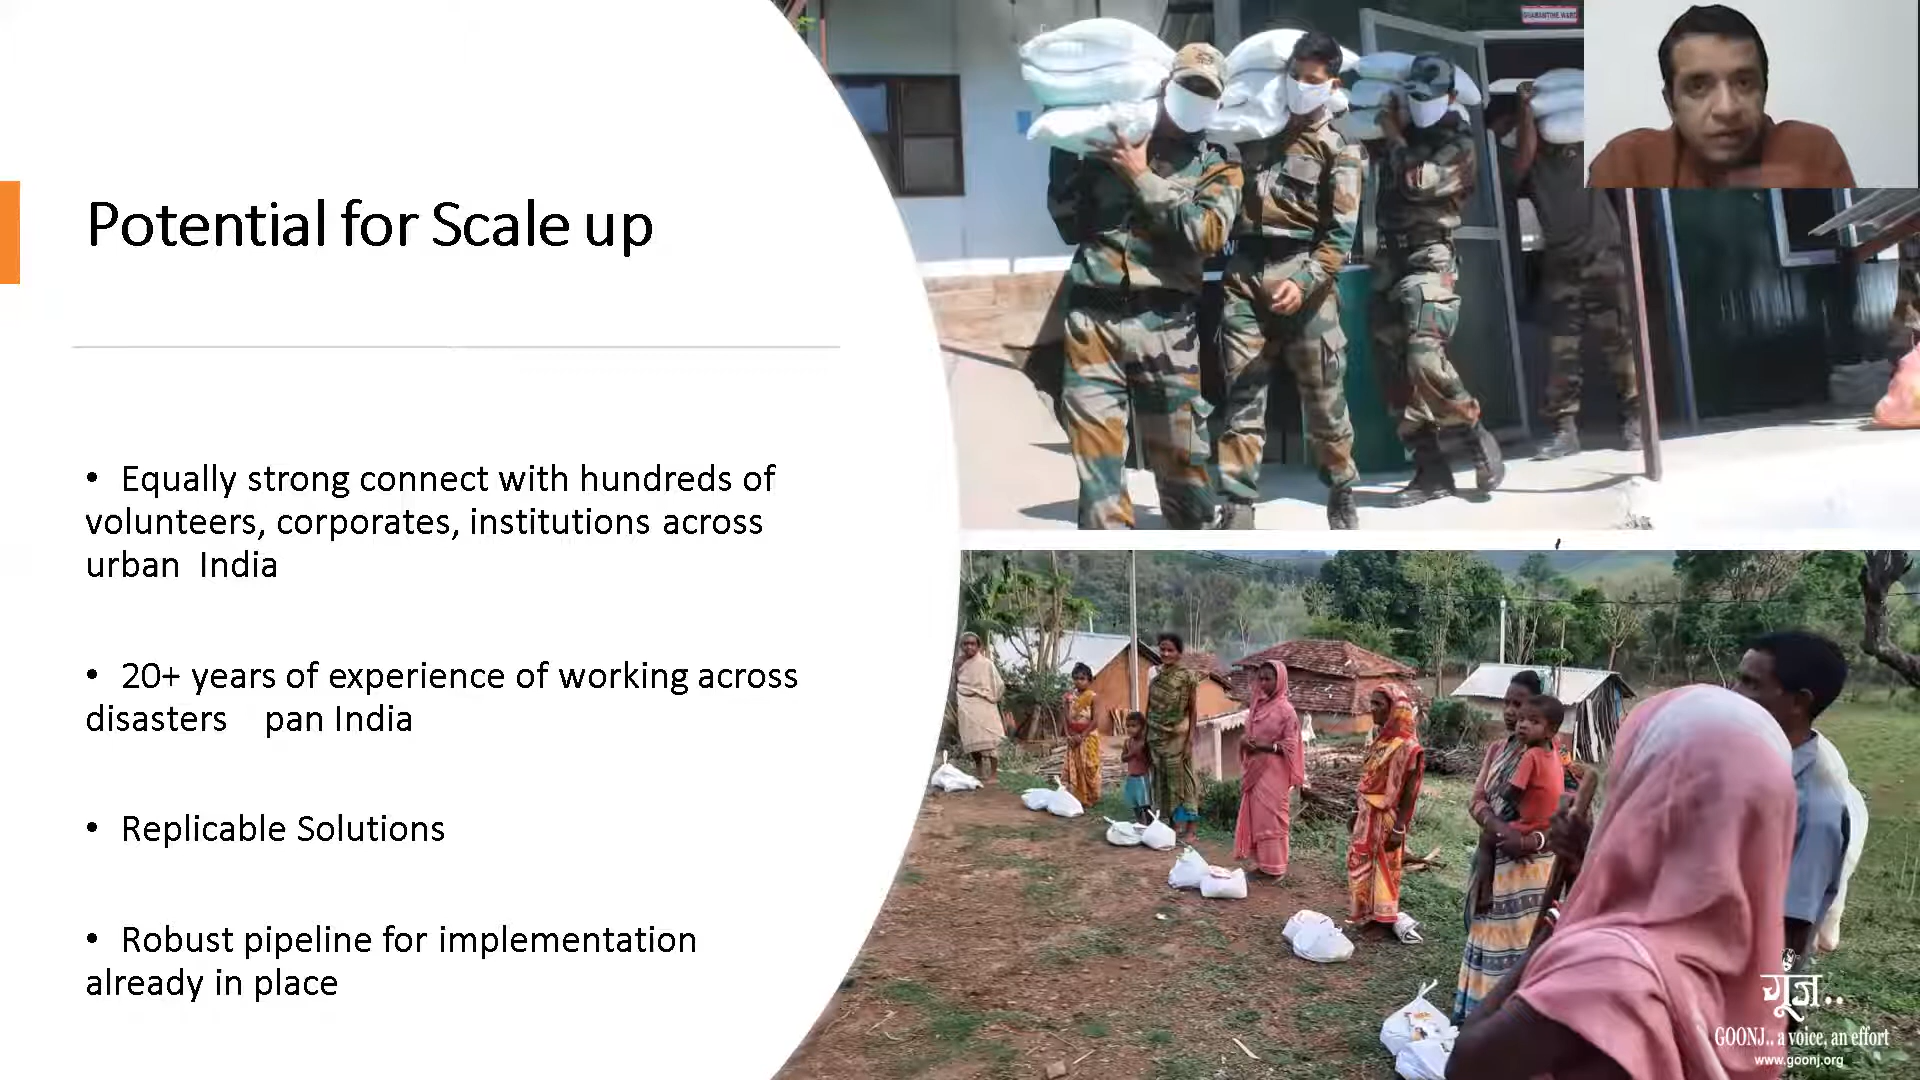 QUARANTINE WARD
Potential for Scale up
• Equally strong connect with hundreds of
volunteers, corporates, institutions across
urban India
• 20+ years of experience of working across
disasters pan India
• Replicable Solutions
• Robust pipeline for implementation
already in place
गूंज..
GOONJ.. a voice, an effort
www.goonj.org